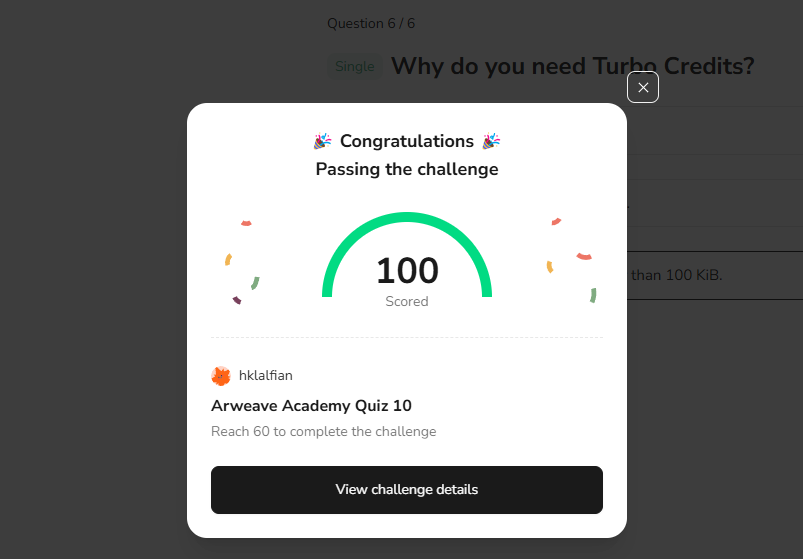 Question 6 / 6
Single Why do you need Turbo Credits?
Congratulations
Passing the challenge
100
Scored
than 100 KiB.
hklalfian
Arweave Academy Quiz 10
Reach 60 to complete the challenge
View challenge details